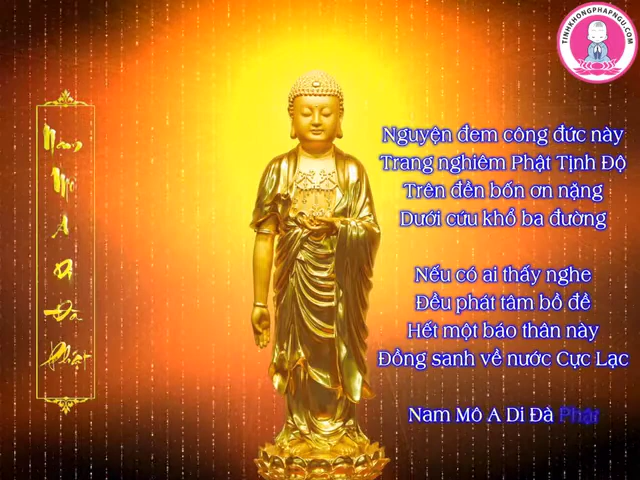 TINHKHONGPHAPNGU.COM
Nam
Mô
A
Di
Đà
Phật
Nguyện đem công đức này
Trang nghiêm Phật Tịnh Độ
Trên đền bốn ơn nặng
Dưới cứu khổ ba đường
Nếu có ai thấy nghe
Đều phát tâm bồ đề
Hết một báo thân này
Đồng sanh về nước Cực Lạc
Nam Mô A Di Đà Phật